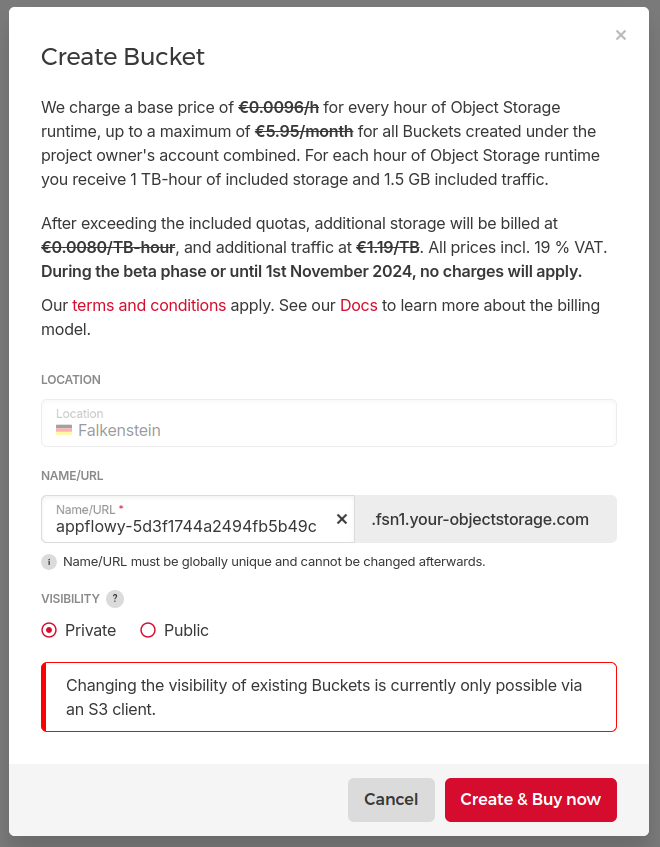 ×
Create Bucket
We charge a base price of €0.0096/h for every hour of Object Storage
runtime, up to a maximum of €5.95/month for all Buckets created under the
project owner's account combined. For each hour of Object Storage runtime
you receive 1 TB-hour of included storage and 1.5 GB included traffic.
After exceeding the included quotas, additional storage will be billed at
€0.0080/TB-hour, and additional traffic at €1.19/TB. All prices incl. 19 % VAT.
During the beta phase or until 1st November 2024, no charges will apply.
Our terms and conditions apply. See our Docs to learn more about the billing
model.
LOCATION
Location
Falkenstein
NAME/URL
Name/URL *
appflowy-5d3f1744a2494fb5b49c × .fsn1.your-objectstorage.com
i Name/URL must be globally unique and cannot be changed afterwards.
VISIBILITY ?
Private Public
Changing the visibility of existing Buckets is currently only possible via
an S3 client.
Cancel Create & Buy now